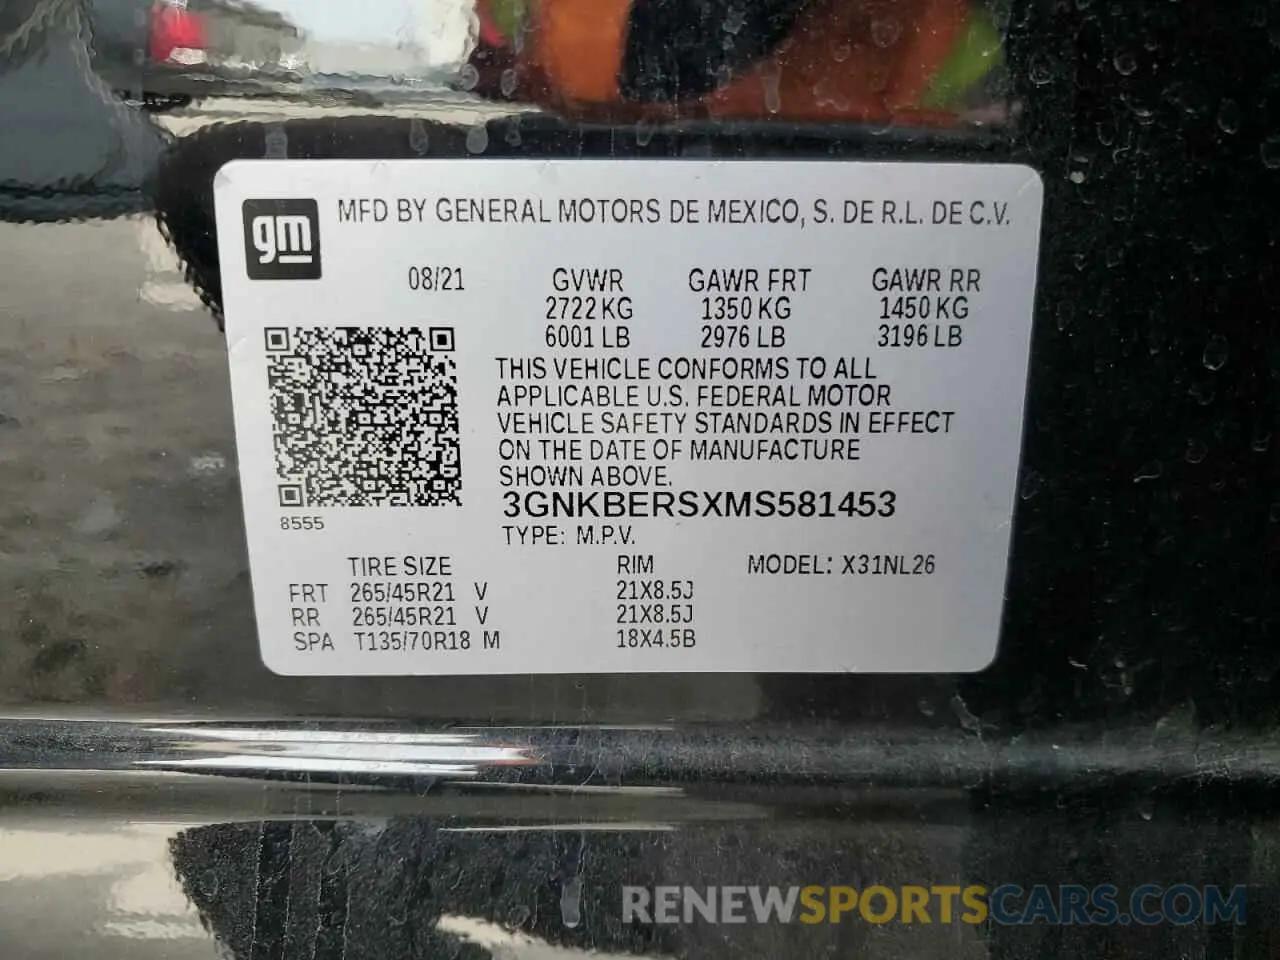 gm
MFD BY GENERAL MOTORS DE MEXICO, S. DE R.L. DE C.V.
08/21 GVWR GAWR FRT GAWR RR
2722 KG 1350 KG 1450 KG
6001 LB 2976 LB 3196 LB
THIS VEHICLE CONFORMS TO ALL
APPLICABLE U.S. FEDERAL MOTOR
VEHICLE SAFETY STANDARDS IN EFFECT
ON THE DATE OF MANUFACTURE
SHOWN ABOVE.
3GNKBERSXMS581453
8555
TYPE: M.P.V.
TIRE SIZE RIM MODEL: X31NL26
FRT 265/45R21 V 21X8.5J
RR 265/45R21 V 21X8.5J
SPA T135/70R18 M 18X4.5B
RENEWSPORTSCARS.COM